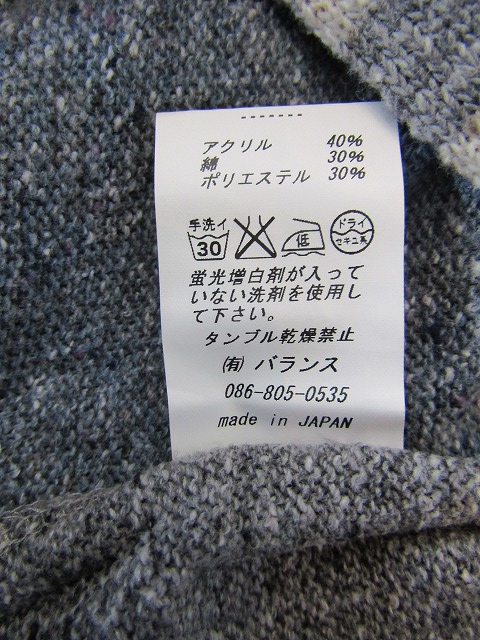 -------
アクリル 40%
綿 30%
ポリエステル 30%
手洗イ 30 低 ドライ セキユ系
蛍光増白剤が入って
いない洗剤を使用し
て下さい。
タンブル乾燥禁止
㈲ バランス
086-805-0535
made in JAPAN